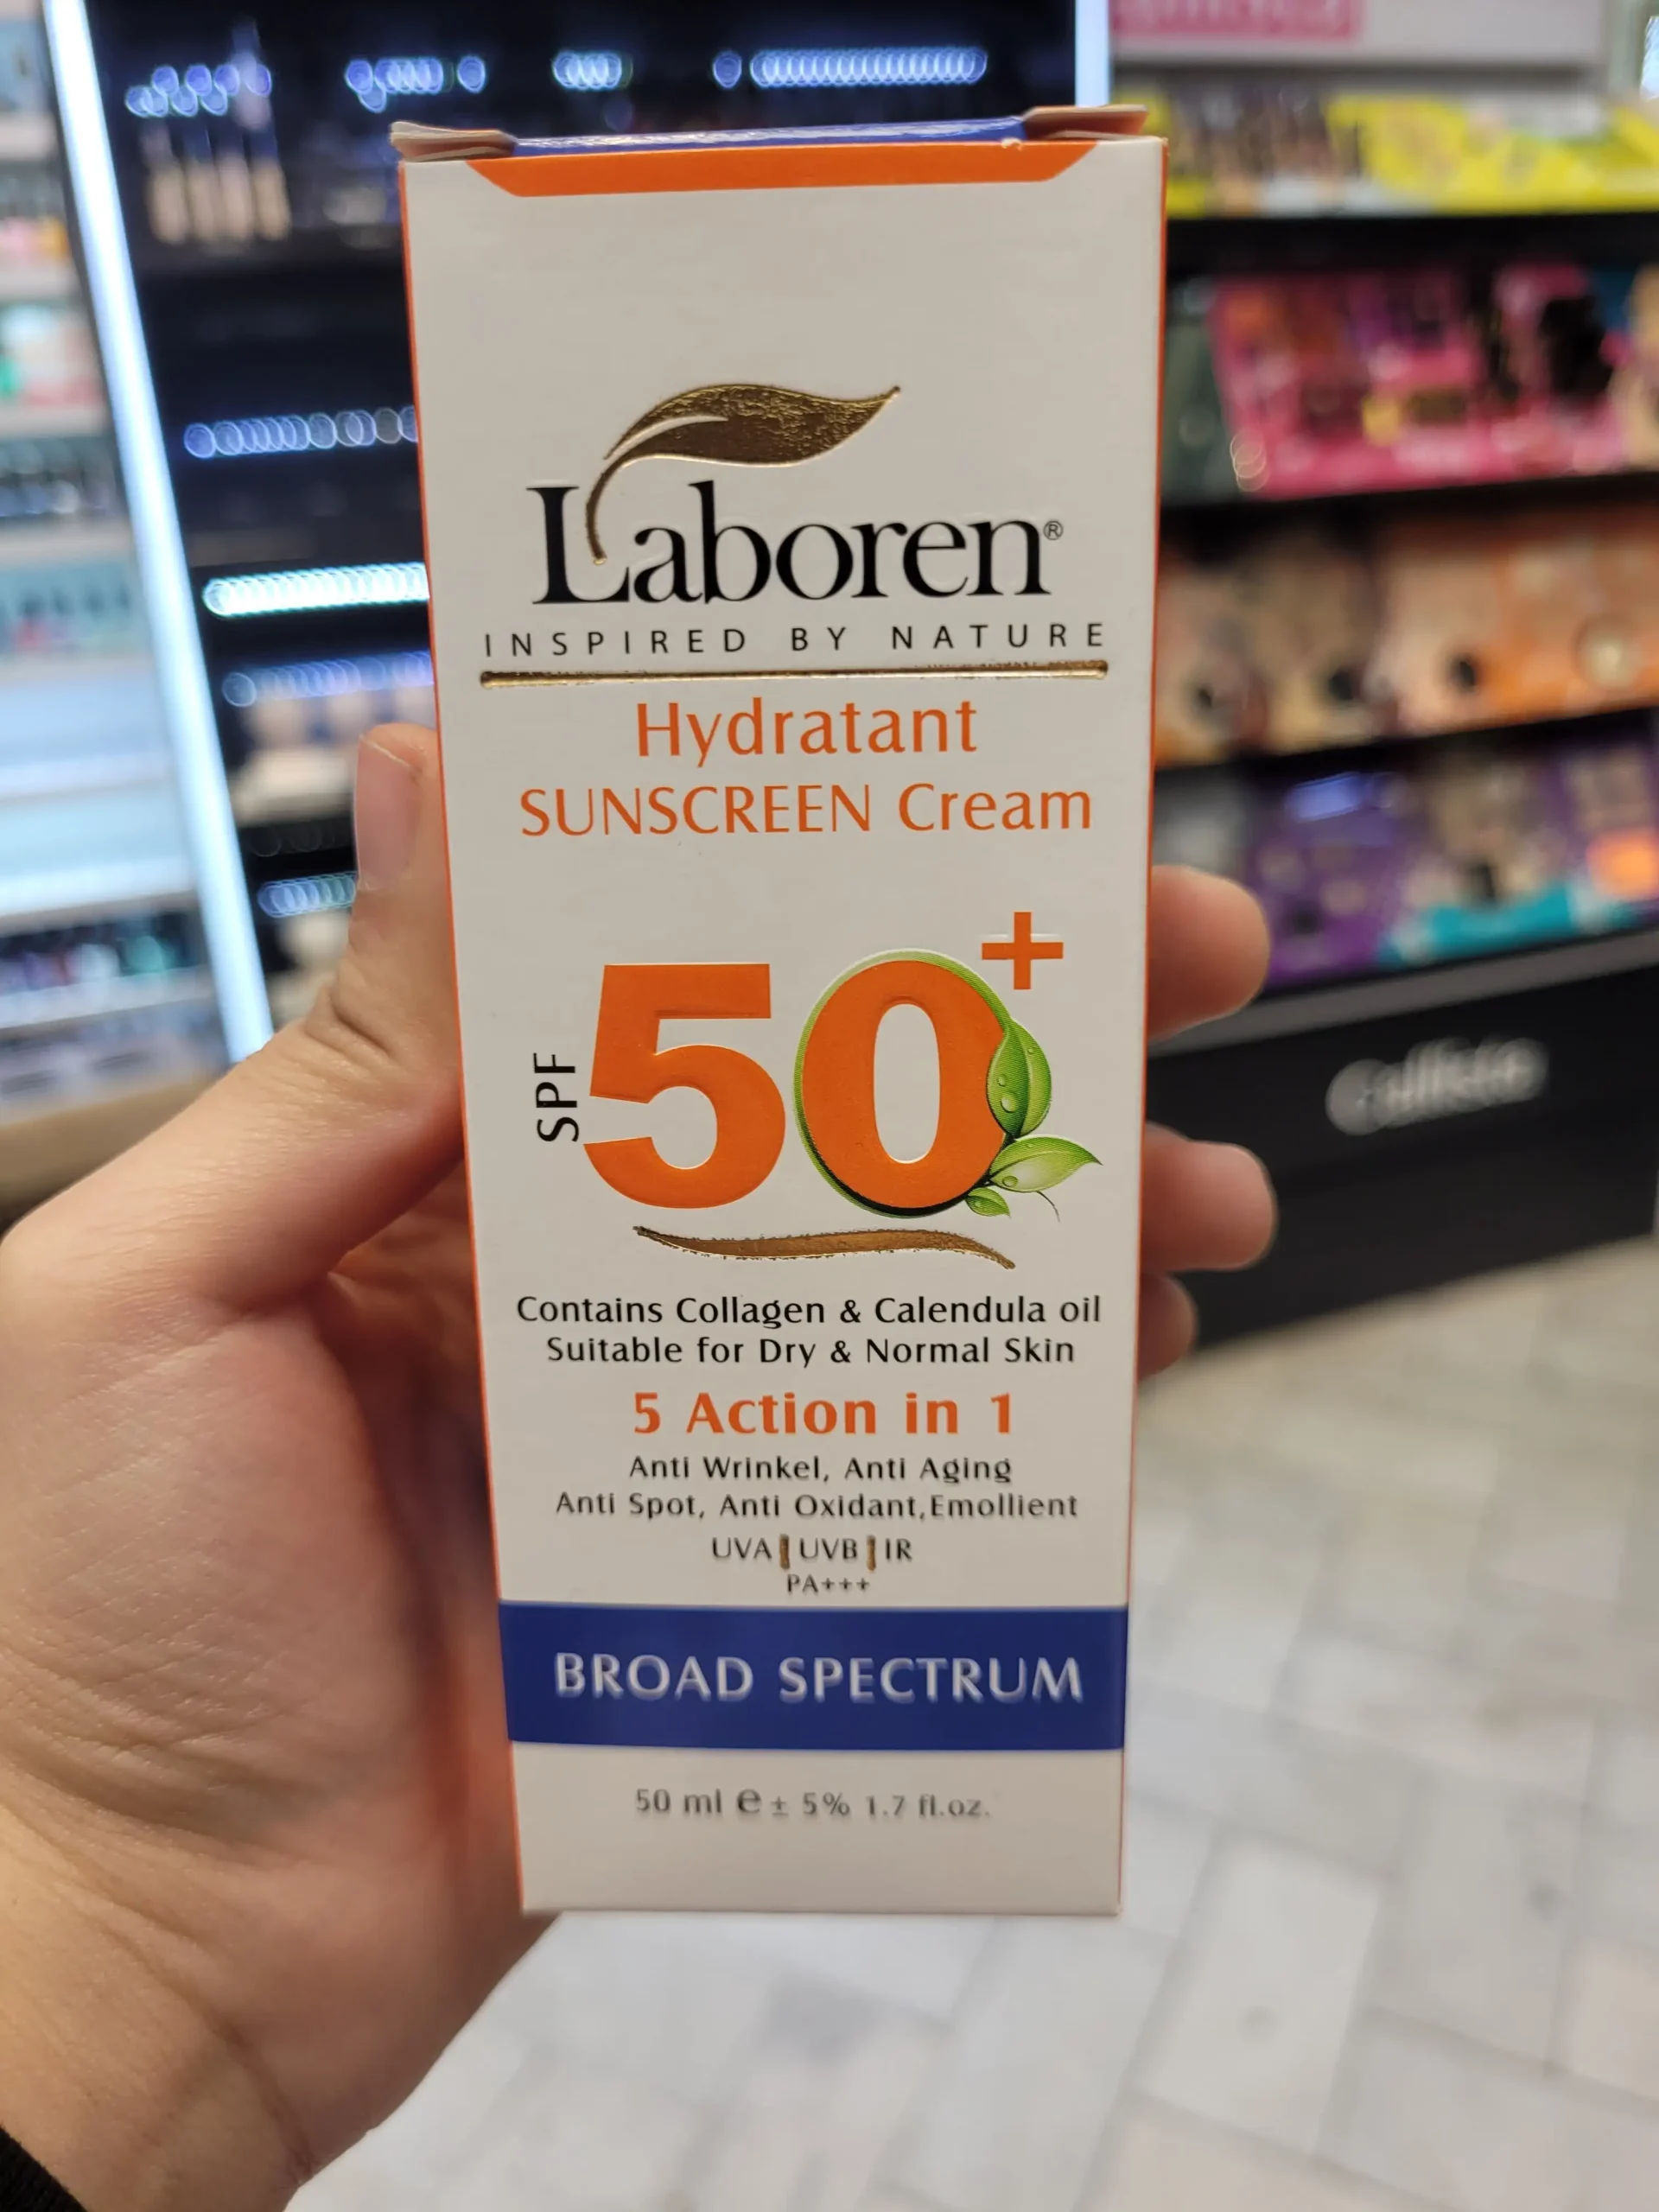 Laboren®
INSPIRED BY NATURE
Hydratant
SUNSCREEN Cream
SPF 50+
Contains Collagen & Calendula oil
Suitable for Dry & Normal Skin
5 Action in 1
Anti Wrinkel, Anti Aging
Anti Spot, Anti Oxidant,Emollient
UVA | UVB | IR
PA+++
BROAD SPECTRUM
50 ml e ± 5% 1.7 fl.oz.
Callista